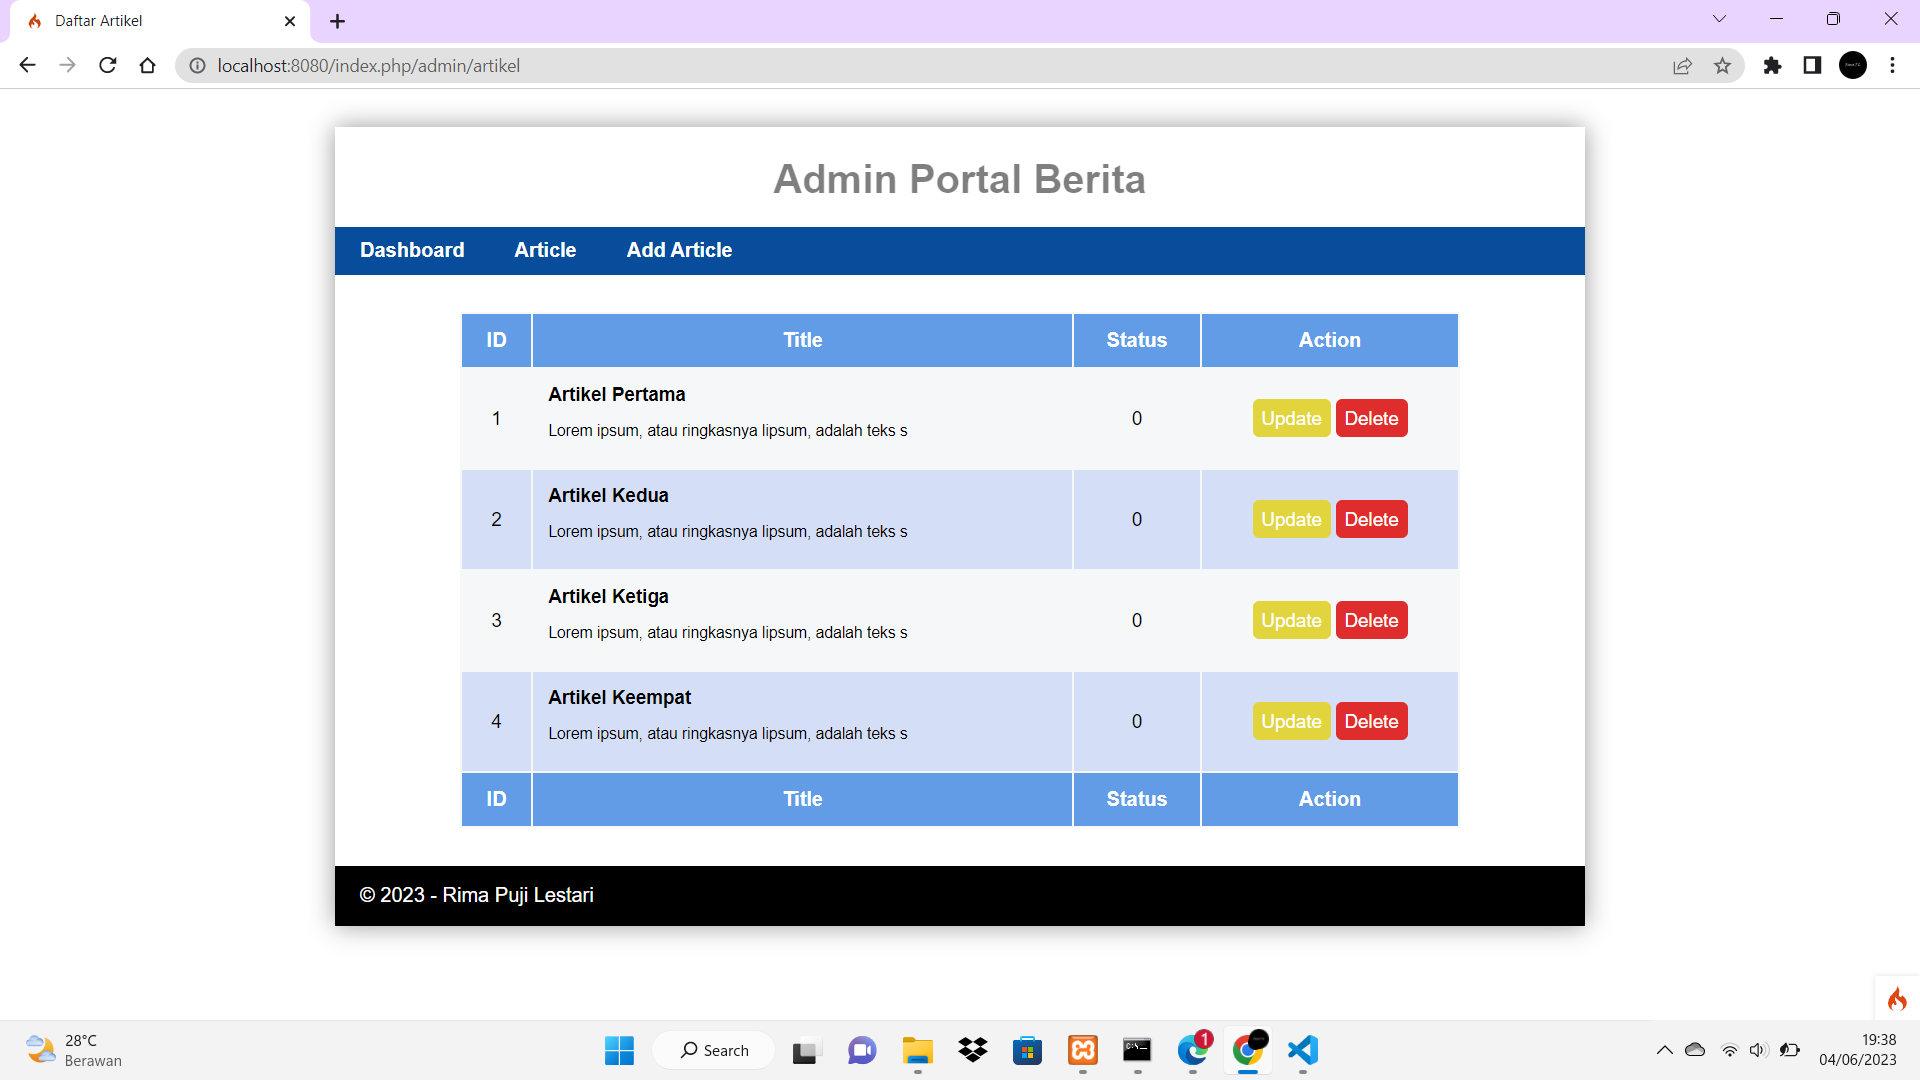 Daftar Artikel
localhost:8080/index.php/admin/artikel
Admin Portal Berita
Dashboard Article Add Article
ID Title Status Action
1 Artikel Pertama 0 Update Delete
Lorem ipsum, atau ringkasnya lipsum, adalah teks s
2 Artikel Kedua 0 Update Delete
Lorem ipsum, atau ringkasnya lipsum, adalah teks s
3 Artikel Ketiga 0 Update Delete
Lorem ipsum, atau ringkasnya lipsum, adalah teks s
4 Artikel Keempat 0 Update Delete
Lorem ipsum, atau ringkasnya lipsum, adalah teks s
ID Title Status Action
© 2023 - Rima Puji Lestari
28°C
Berawan
Search
1
19:38
04/06/2023